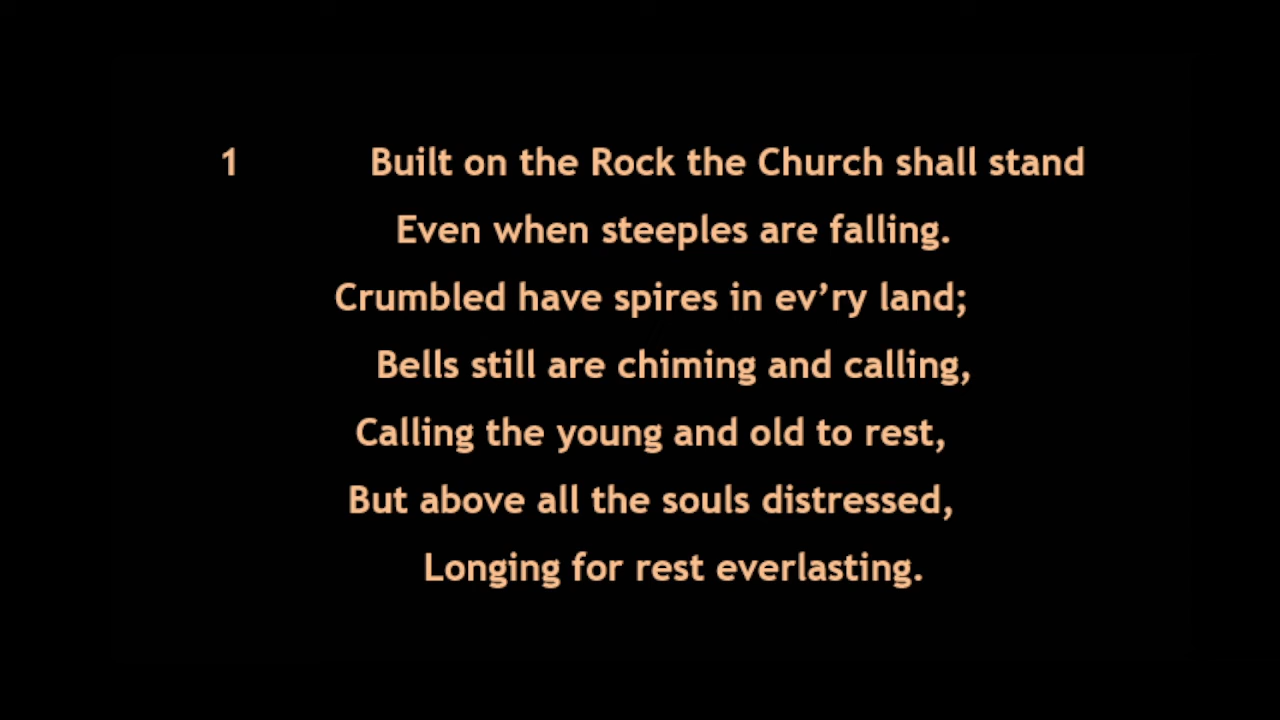 1 Built on the Rock the Church shall stand
Even when steeples are falling.
Crumbled have spires in ev’ry land;
Bells still are chiming and calling,
Calling the young and old to rest,
But above all the souls distressed,
Longing for rest everlasting.